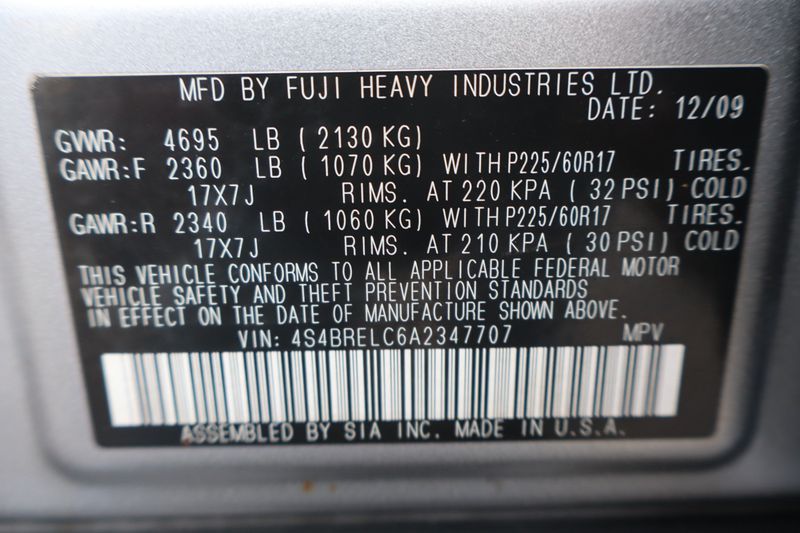 MFD BY FUJI HEAVY INDUSTRIES LTD.
DATE: 12/09
GVWR: 4695 LB ( 2130 KG)
GAWR:F 2360 LB ( 1070 KG) WITH P225/60R17 TIRES.
17X7J RIMS. AT 220 KPA ( 32 PSI) COLD
GAWR:R 2340 LB ( 1060 KG) WITH P225/60R17 TIRES.
17X7J RIMS. AT 210 KPA ( 30 PSI) COLD
THIS VEHICLE CONFORMS TO ALL APPLICABLE FEDERAL MOTOR
VEHICLE SAFETY AND THEFT PREVENTION STANDARDS
IN EFFECT ON THE DATE OF MANUFACTURE SHOWN ABOVE.
VIN: 4S4BRELC6A2347707 MPV
ASSEMBLED BY SIA INC. MADE IN U.S.A.